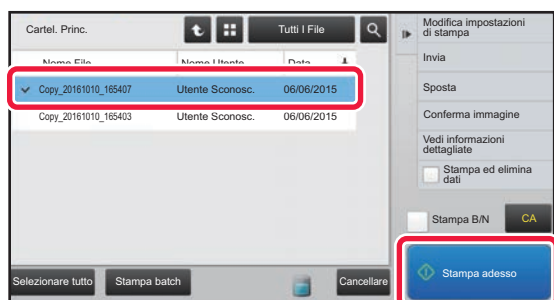 Cartel. Princ.
Tutti I File
Nome File
Nome Utente
Data
Copy_20161010_165407
Utente Sconosc.
06/06/2015
Copy_20161010_165403
Utente Sconosc.
06/06/2015
Selezionare tutto
Stampa batch
Cancellare
Modifica impostazioni
di stampa
Invia
Sposta
Conferma immagine
Vedi informazioni
dettagliate
Stampa ed elimina
dati
Stampa B/N
CA
Stampa adesso